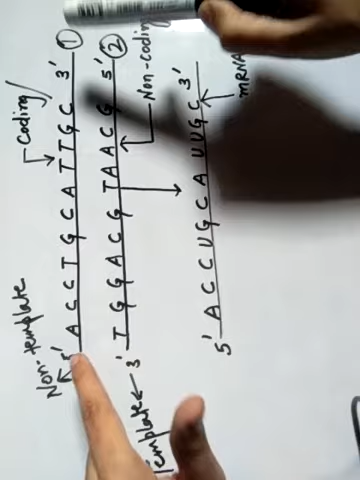 Non-template Coding
5' A C C T G C A T T G C 3' 1
3' T G G A C G T A A C G 5' 2
Template Non-coding
5' A C C U G C A U U G C 3'
mRNA